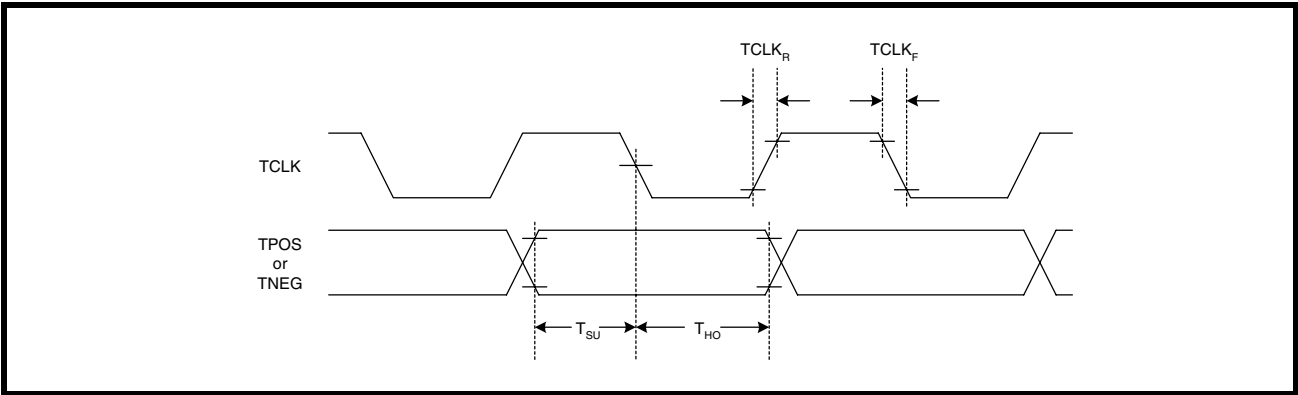 TCLKR
TCLKF
TCLK
TPOS
or
TNEG
TSU
THO